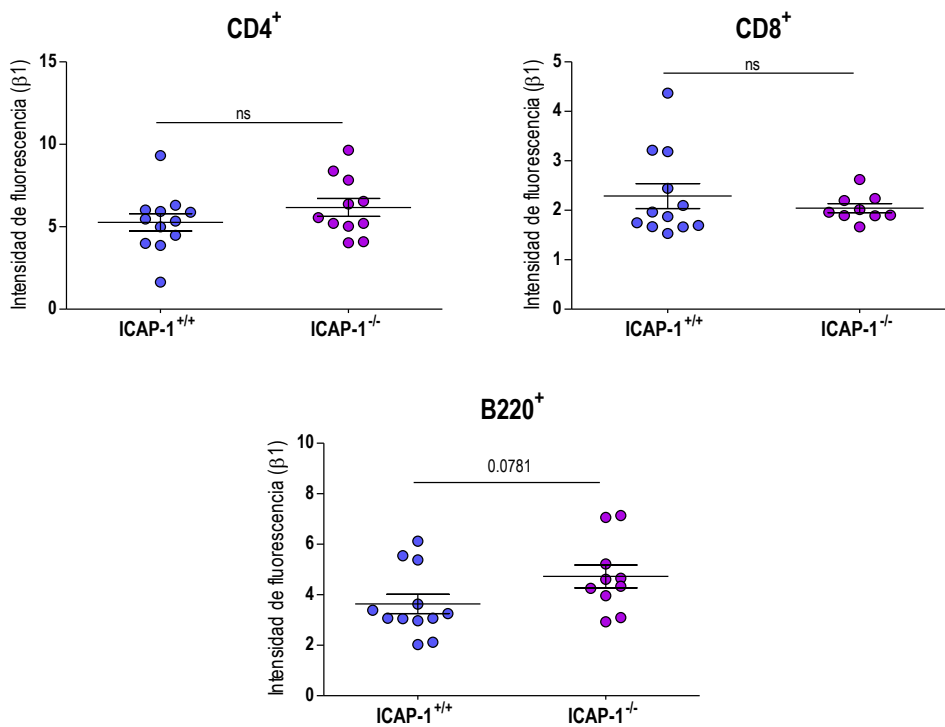 CD4⁺
Intensidad de fluorescencia (β1)
15
10
5
0
ns
ICAP-1⁺/⁺
ICAP-1⁻/⁻
CD8⁺
Intensidad de fluorescencia (β1)
5
4
3
2
1
0
ns
ICAP-1⁺/⁺
ICAP-1⁻/⁻
B220⁺
Intensidad de fluorescencia (β1)
10
8
6
4
2
0
0.0781
ICAP-1⁺/⁺
ICAP-1⁻/⁻